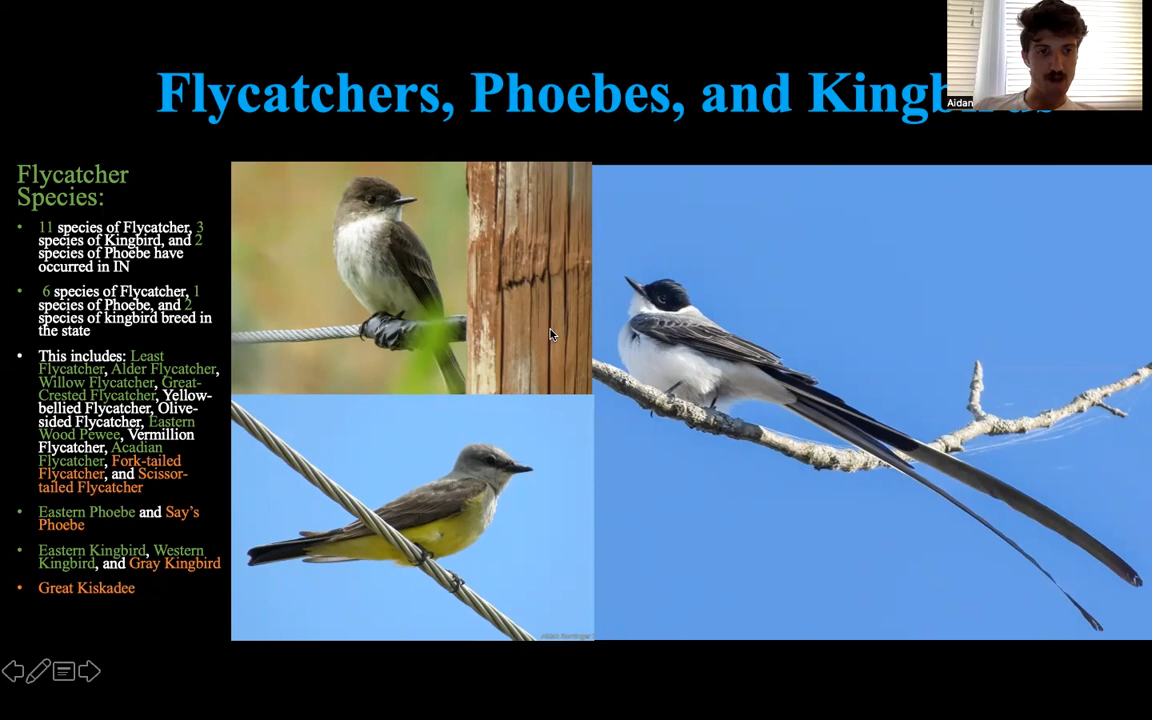 Flycatchers, Phoebes, and Kingb
Aidan
Flycatcher
Species:
• 11 species of Flycatcher, 3
species of Kingbird, and 2
species of Phoebe have
occurred in IN
• 6 species of Flycatcher, 1
species of Phoebe, and 2
species of kingbird breed in
the state
• This includes: Least
Flycatcher, Alder Flycatcher,
Willow Flycatcher, Great-
Crested Flycatcher, Yellow-
bellied Flycatcher, Olive-
sided Flycatcher, Eastern
Wood Pewee, Vermillion
Flycatcher, Acadian
Flycatcher, Fork-tailed
Flycatcher, and Scissor-
tailed Flycatcher
• Eastern Phoebe and Say's
Phoebe
• Eastern Kingbird, Western
Kingbird, and Gray Kingbird
• Great Kiskadee